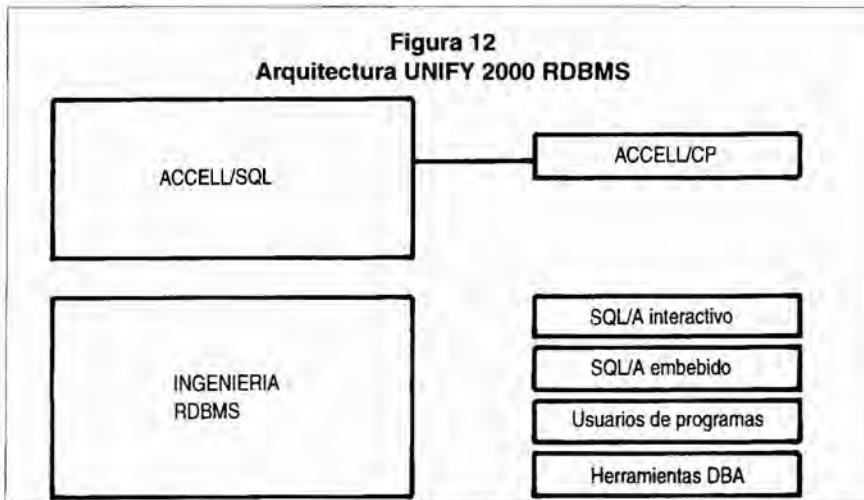 Figura 12
Arquitectura UNIFY 2000 RDBMS
ACCELL/SQL
ACCELL/CP
INGENIERIA
RDBMS
SQL/A interactivo
SQL/A embebido
Usuarios de programas
Herramientas DBA